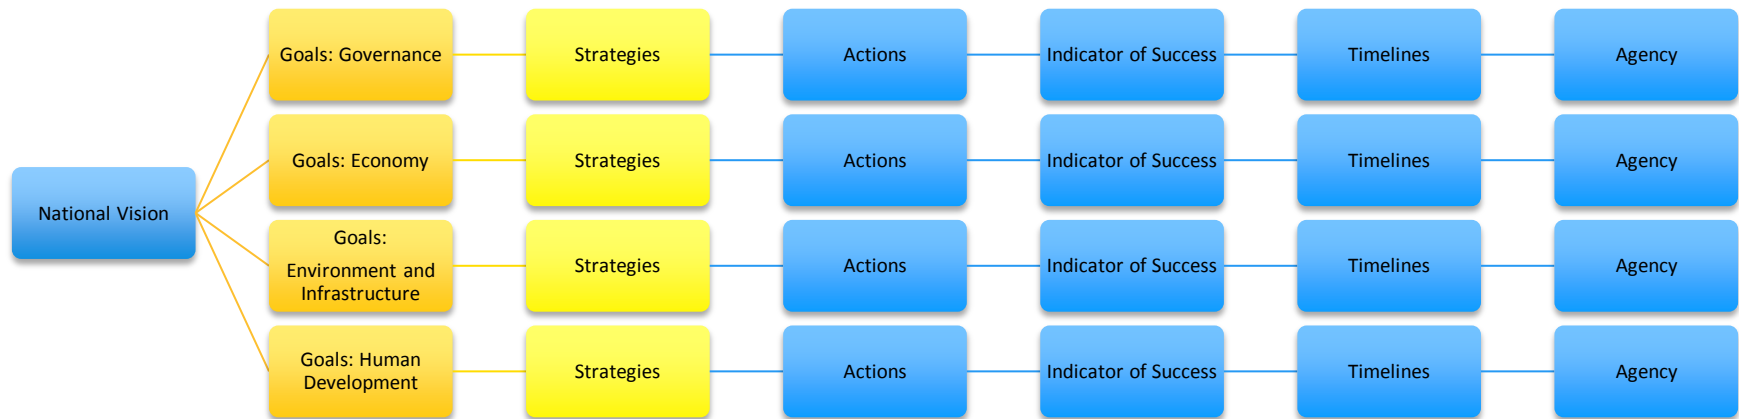 National Vision
Goals: Governance
Strategies
Actions
Indicator of Success
Timelines
Agency
Goals: Economy
Strategies
Actions
Indicator of Success
Timelines
Agency
Goals:
Environment and
Infrastructure
Strategies
Actions
Indicator of Success
Timelines
Agency
Goals: Human
Development
Strategies
Actions
Indicator of Success
Timelines
Agency